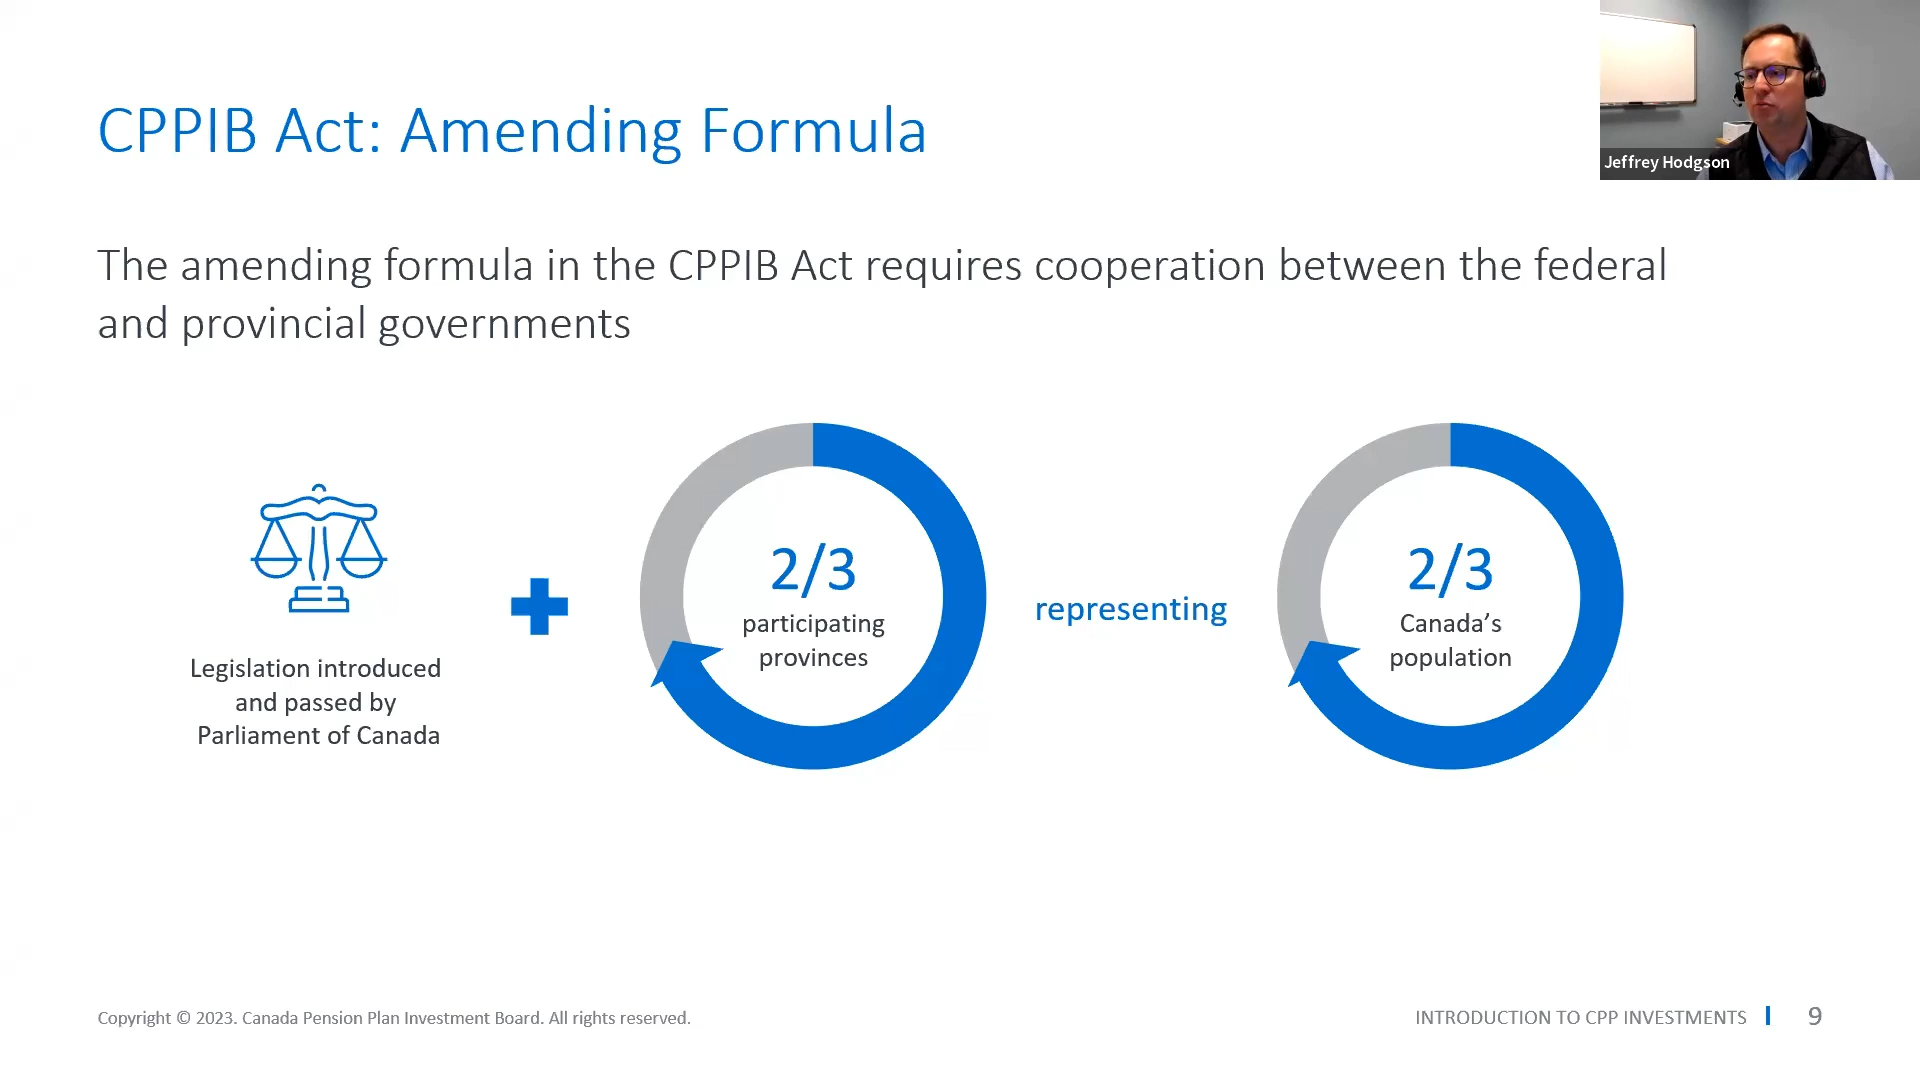 CPPIB Act: Amending Formula
Jeffrey Hodgson
The amending formula in the CPPIB Act requires cooperation between the federal
and provincial governments
Legislation introduced
and passed by
Parliament of Canada
2/3
participating
provinces
representing
2/3
Canada’s
population
Copyright © 2023. Canada Pension Plan Investment Board. All rights reserved.
INTRODUCTION TO CPP INVESTMENTS
9